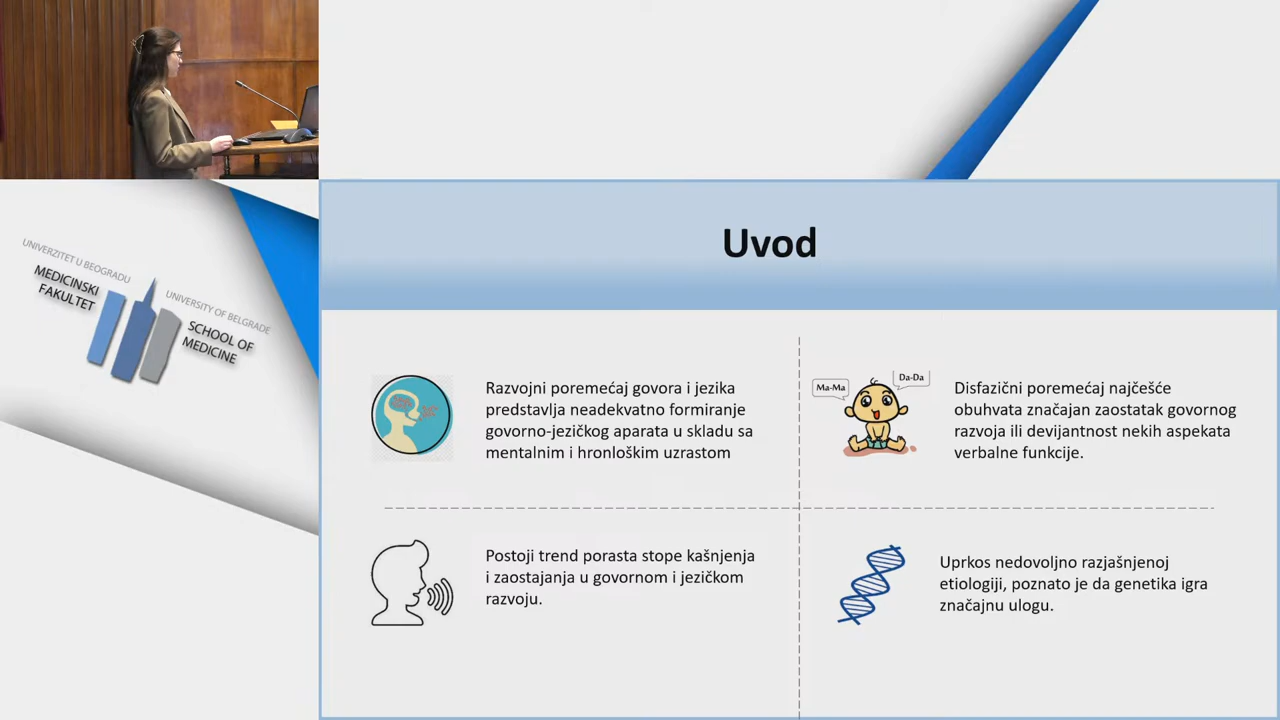 UNIVERZITET U BEOGRADU
MEDICINSKI
FAKULTET
UNIVERSITY OF BELGRADE
SCHOOL OF
MEDICINE
Uvod
Razvojni poremećaj govora i jezika
predstavlja neadekvatno formiranje
govorno-jezičkog aparata u skladu sa
mentalnim i hronloškim uzrastom
Ma-Ma
Da-Da
Disfazični poremećaj najčešće
obuhvata značajan zaostatak govornog
razvoja ili devijantnost nekih aspekata
verbalne funkcije.
Postoji trend porasta stope kašnjenja
i zaostajanja u govornom i jezičkom
razvoju.
Uprkos nedovoljno razjašnjenoj
etiologiji, poznato je da genetika igra
značajnu ulogu.